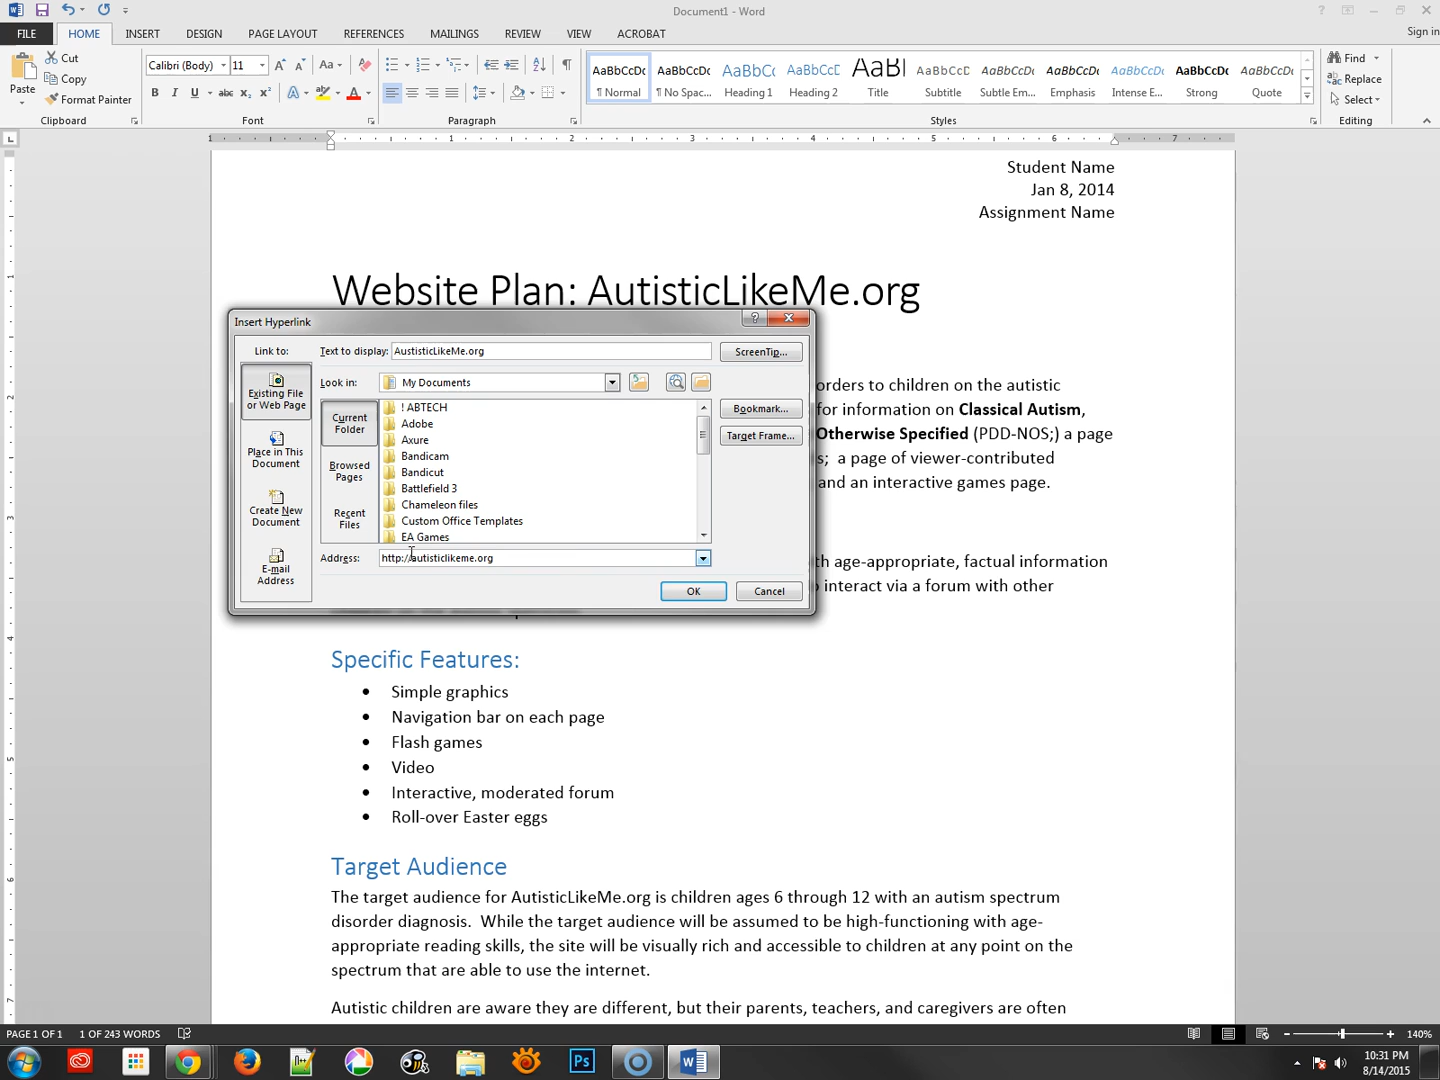 Document1 - Word
FILE HOME INSERT DESIGN PAGE LAYOUT REFERENCES MAILINGS REVIEW VIEW ACROBAT Sign in
Paste
Cut
Copy
Format Painter
Clipboard
Calibri (Body) 11
Font
Paragraph
AaBbCcDc AaBbCcDc AaBbCc AaBbCcD AaBI AaBbCcD AaBbCcDc AaBbCcDc AaBbCcDc AaBbCcDc AaBbCcDc
¶ Normal ¶ No Spac... Heading 1 Heading 2 Title Subtitle Subtle Em... Emphasis Intense E... Strong Quote
Styles
Find
Replace
Select
Editing
1 1 2 3 4 5 6 7
Student Name
Jan 8, 2014
Assignment Name
Website Plan: AutisticLikeMe.org
Insert Hyperlink
Link to:
Text to display: AustisticLikeMe.org
ScreenTip...
Existing File
or Web Page
Look in: My Documents
Place in This
Document
Create New
Document
E-mail
Address
Current
Folder
Browsed
Pages
Recent
Files
! ABTECH
Adobe
Axure
Bandicam
Bandicut
Battlefield 3
Chameleon files
Custom Office Templates
EA Games
Bookmark...
Target Frame...
Address: http://autisticlikeme.org
OK Cancel
orders to children on the autistic
for information on Classical Autism,
Otherwise Specified (PDD-NOS;) a page
s; a page of viewer-contributed
and an interactive games page.
th age-appropriate, factual information
o interact via a forum with other
Specific Features:
• Simple graphics
• Navigation bar on each page
• Flash games
• Video
• Interactive, moderated forum
• Roll-over Easter eggs
Target Audience
The target audience for AutisticLikeMe.org is children ages 6 through 12 with an autism spectrum
disorder diagnosis. While the target audience will be assumed to be high-functioning with age-
appropriate reading skills, the site will be visually rich and accessible to children at any point on the
spectrum that are able to use the internet.
Autistic children are aware they are different, but their parents, teachers, and caregivers are often
PAGE 1 OF 1 1 OF 243 WORDS 140%
Ps
10:31 PM
8/14/2015